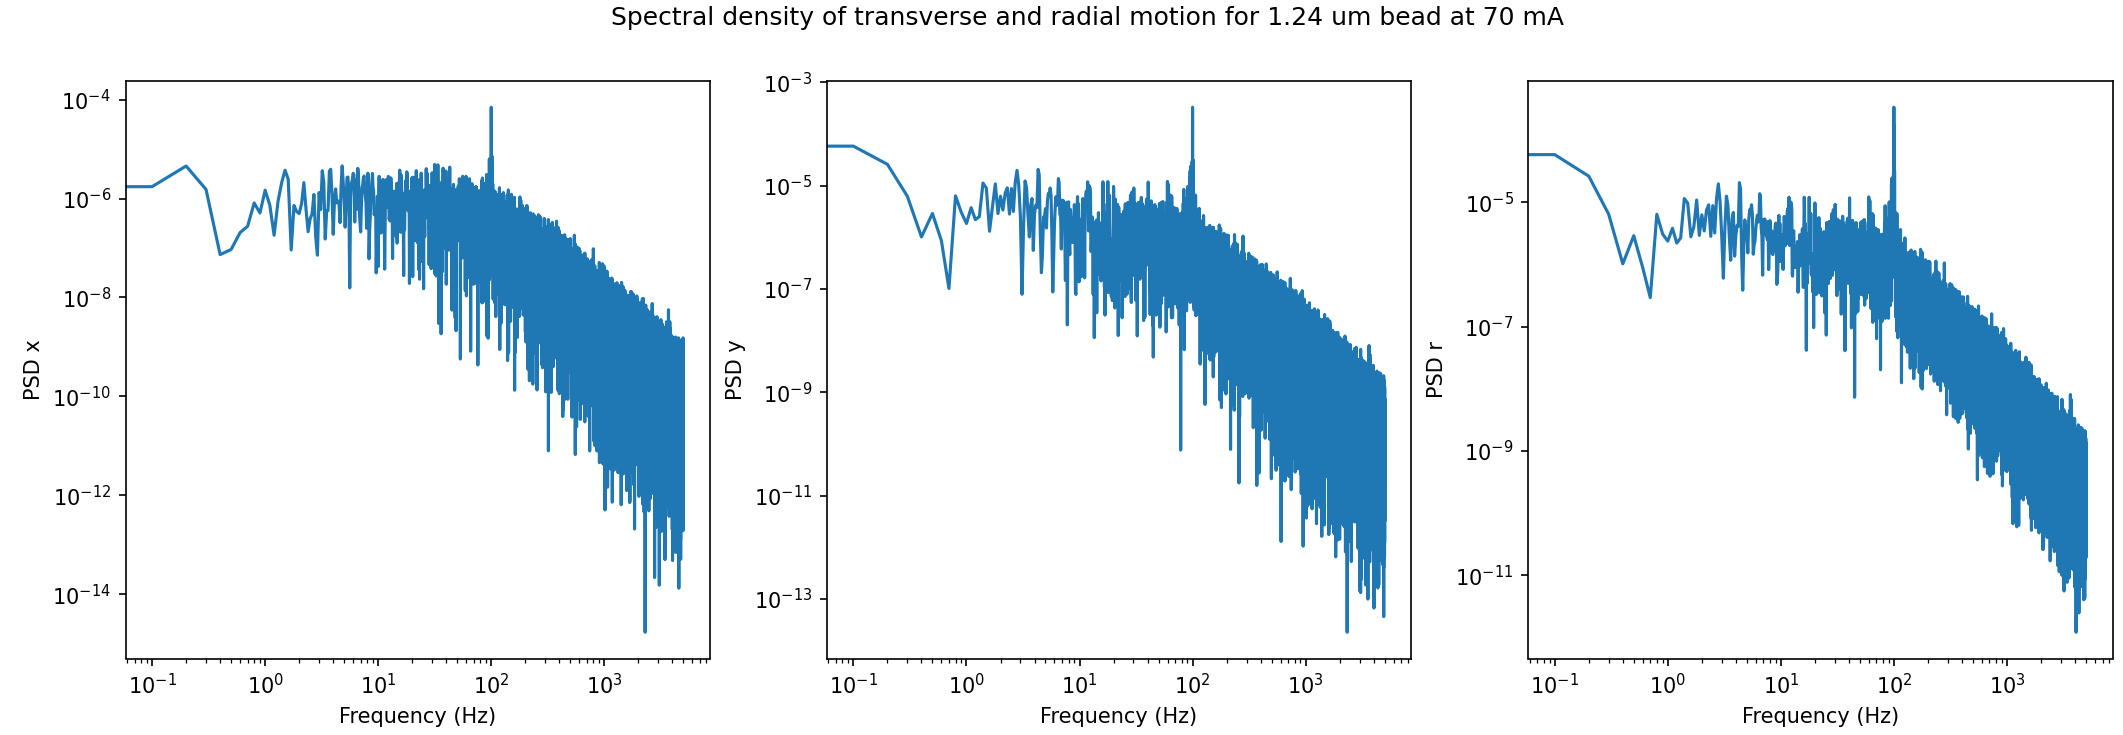 Spectral density of transverse and radial motion for 1.24 um bead at 70 mA
PSD x
10⁻⁴
10⁻⁶
10⁻⁸
10⁻¹⁰
10⁻¹²
10⁻¹⁴
10⁻¹ 10⁰ 10¹ 10² 10³
Frequency (Hz)
PSD y
10⁻³
10⁻⁵
10⁻⁷
10⁻⁹
10⁻¹¹
10⁻¹³
10⁻¹ 10⁰ 10¹ 10² 10³
Frequency (Hz)
PSD r
10⁻⁵
10⁻⁷
10⁻⁹
10⁻¹¹
10⁻¹ 10⁰ 10¹ 10² 10³
Frequency (Hz)